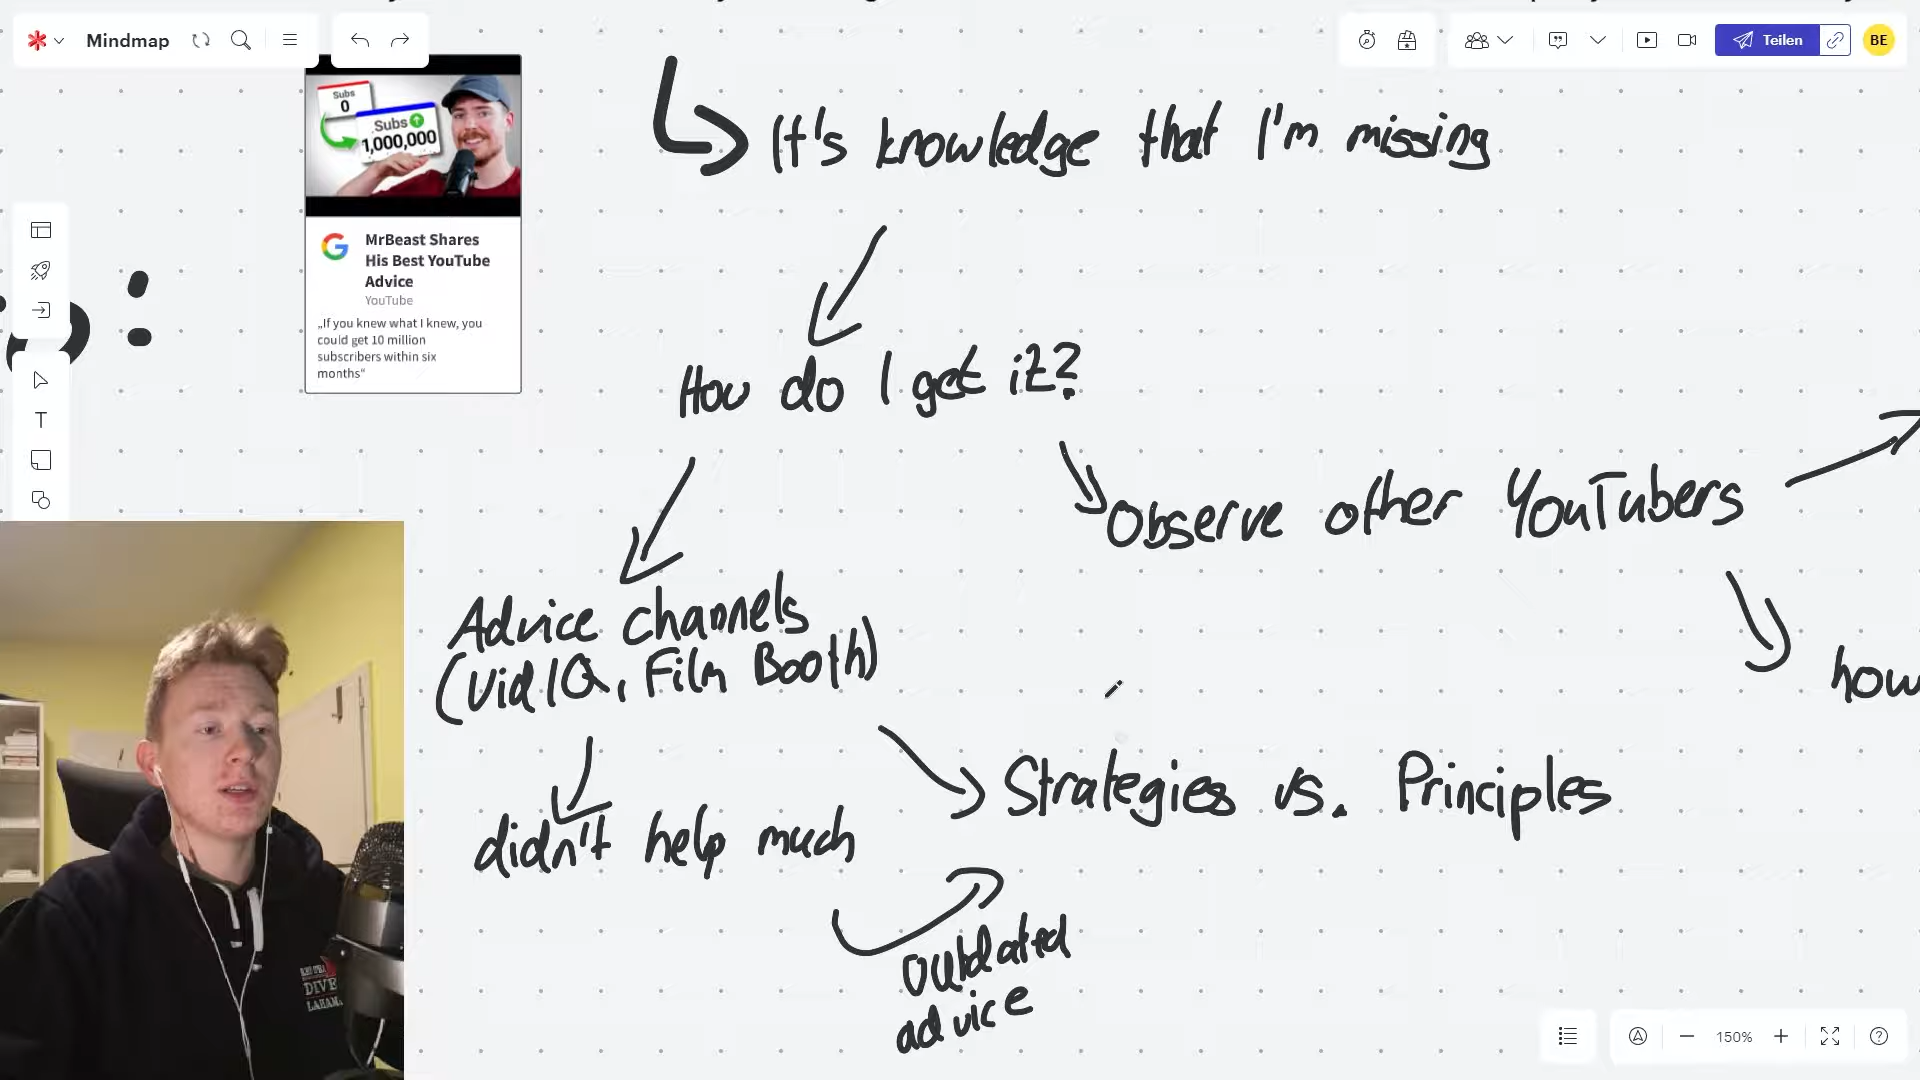 Mindmap
Teilen
BE
Subs
0
Subs
1,000,000
MrBeast Shares
His Best YouTube
Advice
YouTube
„If you knew what I knew, you
could get 10 million
subscribers within six
months“
It's knowledge that I'm missing
How do I get it?
Observe other YouTubers
Advice channels
(VidIQ, Film Booth)
how
Strategies vs. Principles
didn't help much
outdated
advice
T
DIVE
150%